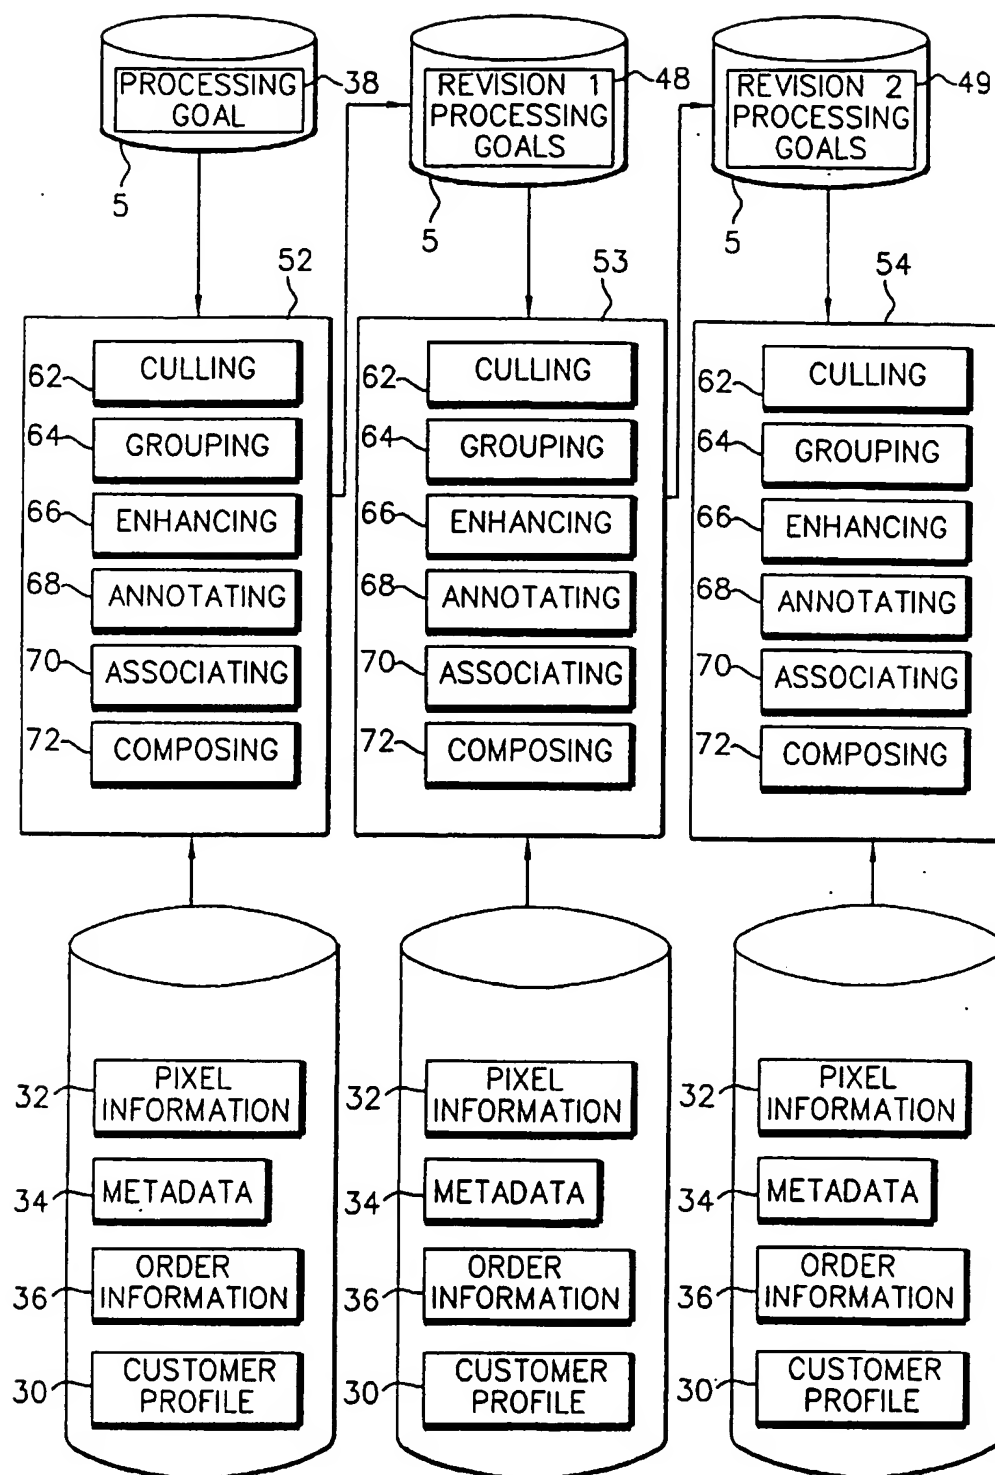 PROCESSING
GOAL
38
5
REVISION 1
PROCESSING
GOALS
48
5
REVISION 2
PROCESSING
GOALS
49
5
52
62 CULLING
64 GROUPING
66 ENHANCING
68 ANNOTATING
70 ASSOCIATING
72 COMPOSING
53
62 CULLING
64 GROUPING
66 ENHANCING
68 ANNOTATING
70 ASSOCIATING
72 COMPOSING
54
62 CULLING
64 GROUPING
66 ENHANCING
68 ANNOTATING
70 ASSOCIATING
72 COMPOSING
32 PIXEL
INFORMATION
34 METADATA
36 ORDER
INFORMATION
30 CUSTOMER
PROFILE
32 PIXEL
INFORMATION
34 METADATA
36 ORDER
INFORMATION
30 CUSTOMER
PROFILE
32 PIXEL
INFORMATION
34 METADATA
36 ORDER
INFORMATION
30 CUSTOMER
PROFILE